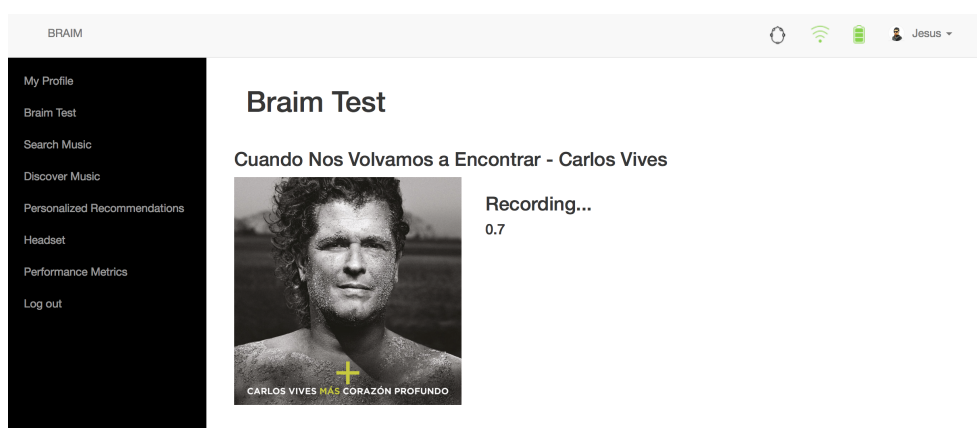 BRAIM
Jesus
My Profile
Braim Test
Search Music
Discover Music
Personalized Recommendations
Headset
Performance Metrics
Log out
Braim Test
Cuando Nos Volvamos a Encontrar - Carlos Vives
Recording...
0.7
+
CARLOS VIVES MÁS CORAZÓN PROFUNDO